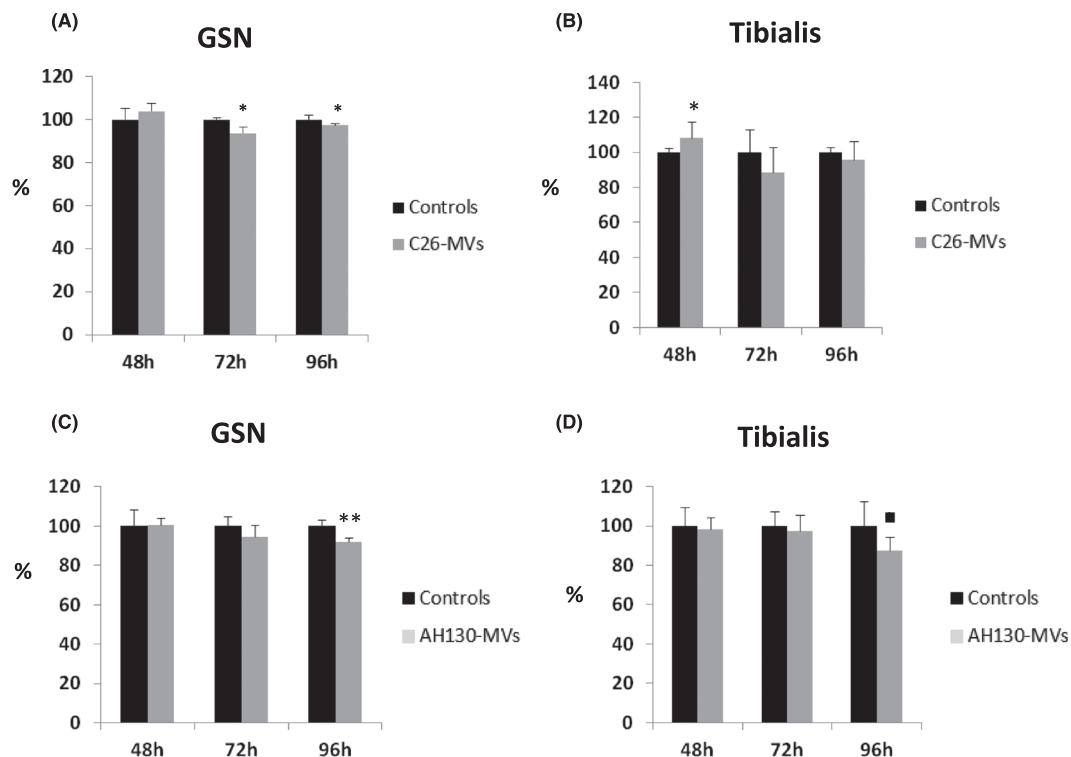 (A)
GSN
120
100
80
60
40
20
0
%
*
*
48h
72h
96h
Controls
C26-MVs
(B)
Tibialis
140
120
100
80
60
40
20
0
%
*
48h
72h
96h
Controls
C26-MVs
(C)
GSN
120
100
80
60
40
20
0
%
**
48h
72h
96h
Controls
AH130-MVs
(D)
Tibialis
120
100
80
60
40
20
0
%
■
48h
72h
96h
Controls
AH130-MVs